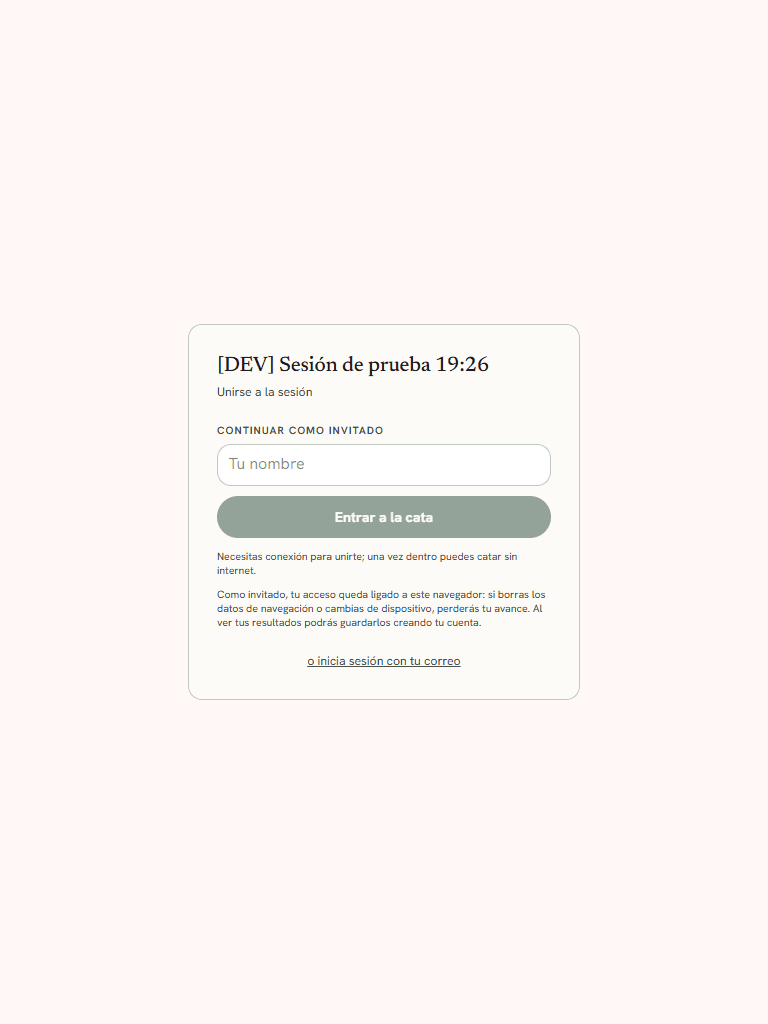 [DEV] Sesión de prueba 19:26
Unirse a la sesión
CONTINUAR COMO INVITADO
Tu nombre
Entrar a la cata
Necesitas conexión para unirte; una vez dentro puedes catar sin
internet.
Como invitado, tu acceso queda ligado a este navegador: si borras los
datos de navegación o cambias de dispositivo, perderás tu avance. Al
ver tus resultados podrás guardarlos creando tu cuenta.
o inicia sesión con tu correo